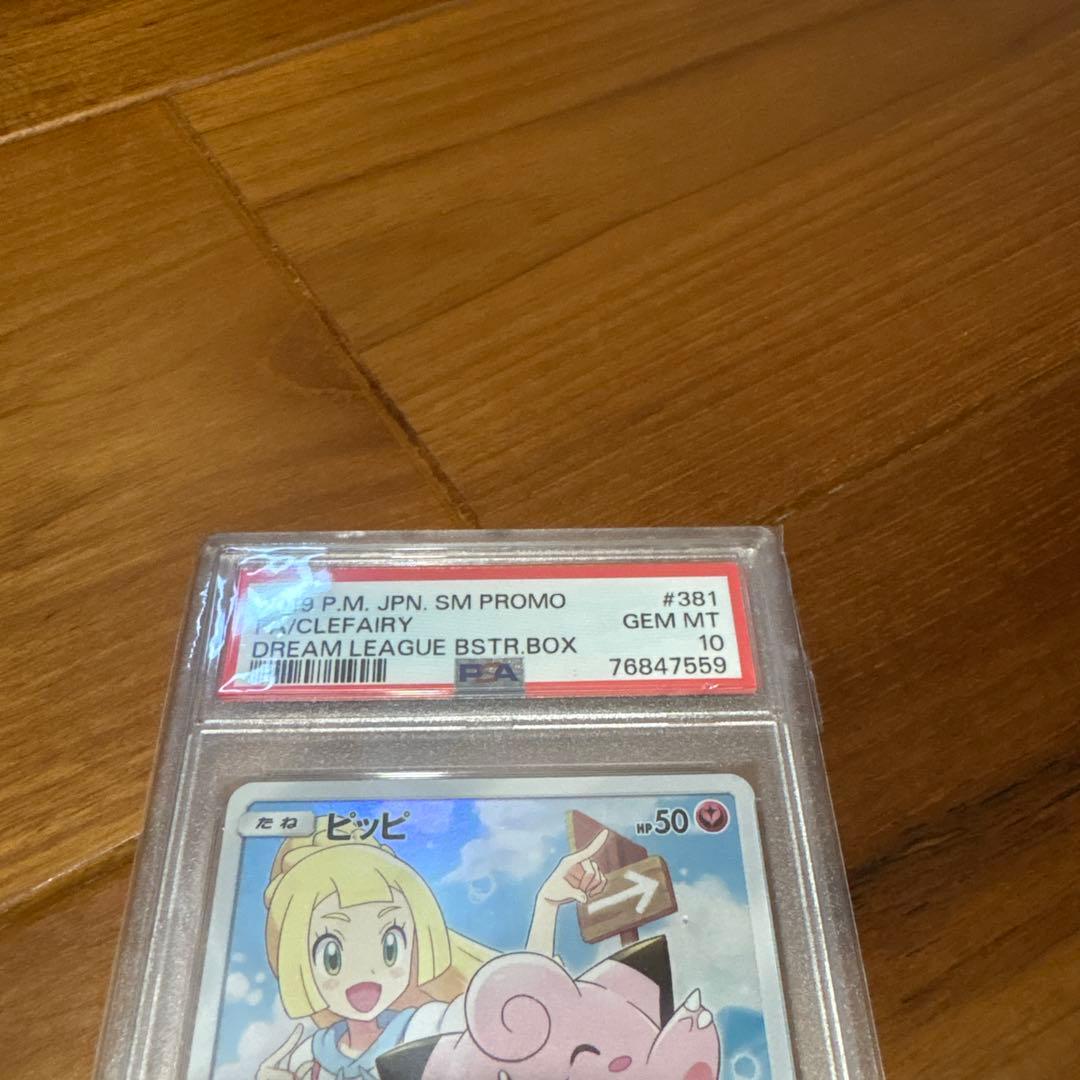 P.M. JPN. SM PROMO #381
/CLEFAIRY GEM MT
DREAM LEAGUE BSTR.BOX 10
PSA 76847559
たね ピッピ HP50